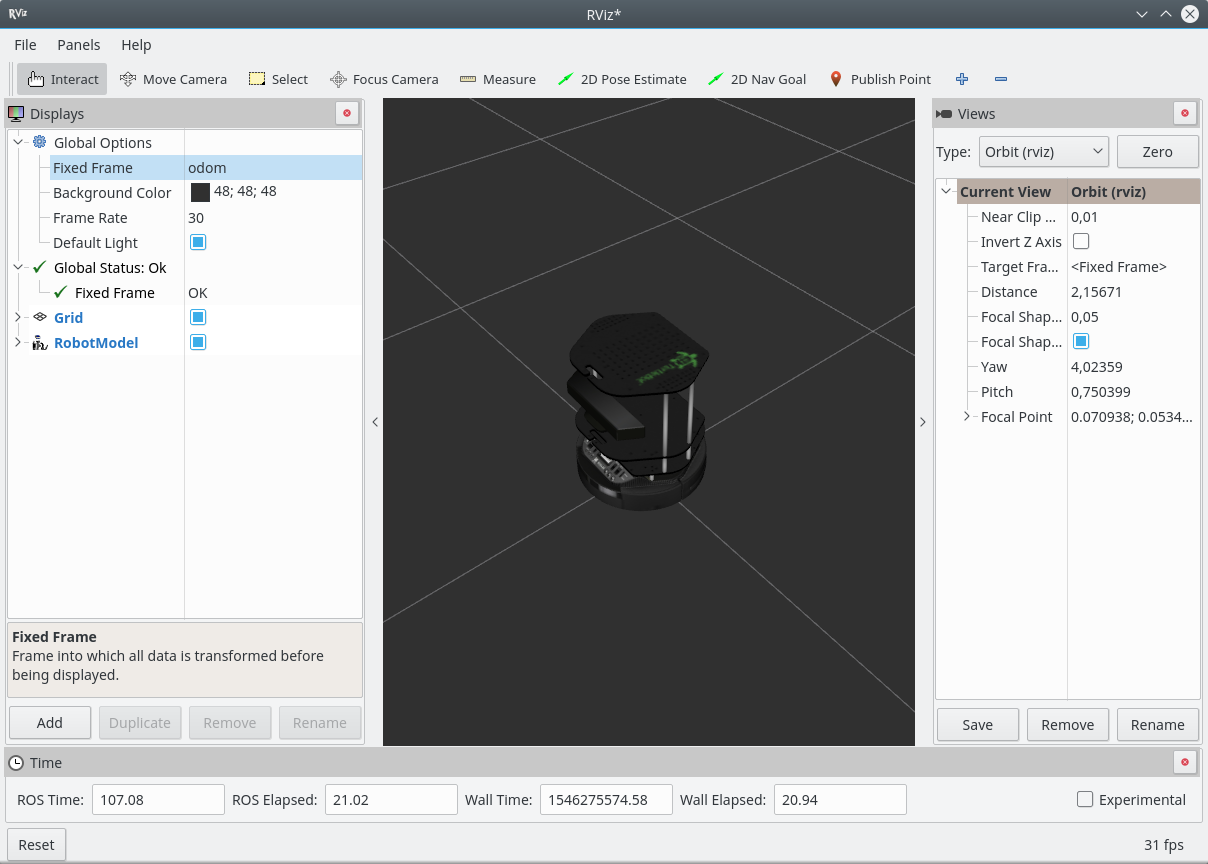 RViz
RViz*
File Panels Help
Interact Move Camera Select Focus Camera Measure 2D Pose Estimate 2D Nav Goal Publish Point
Displays
Global Options
Fixed Frame odom
Background Color 48; 48; 48
Frame Rate 30
Default Light
Global Status: Ok
Fixed Frame OK
Grid
RobotModel
Fixed Frame
Frame into which all data is transformed before
being displayed.
Add Duplicate Remove Rename
Views
Type: Orbit (rviz) Zero
Current View Orbit (rviz)
Near Clip ... 0,01
Invert Z Axis
Target Fra... <Fixed Frame>
Distance 2,15671
Focal Shap... 0,05
Focal Shap...
Yaw 4,02359
Pitch 0,750399
Focal Point 0.070938; 0.0534...
Save Remove Rename
Time
ROS Time: 107.08 ROS Elapsed: 21.02 Wall Time: 1546275574.58 Wall Elapsed: 20.94 Experimental
Reset 31 fps